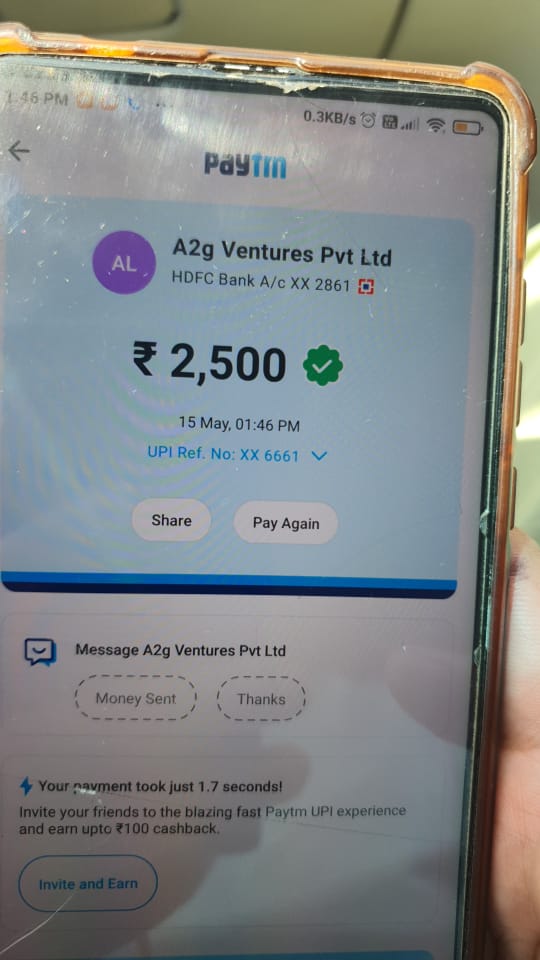 1:46 PM
0.3KB/s
paytm
AL
A2g Ventures Pvt Ltd
HDFC Bank A/c XX 2861
₹ 2,500
15 May, 01:46 PM
UPI Ref. No: XX 6661
Share
Pay Again
Message A2g Ventures Pvt Ltd
Money Sent
Thanks
Your payment took just 1.7 seconds!
Invite your friends to the blazing fast Paytm UPI experience
and earn upto ₹100 cashback.
Invite and Earn